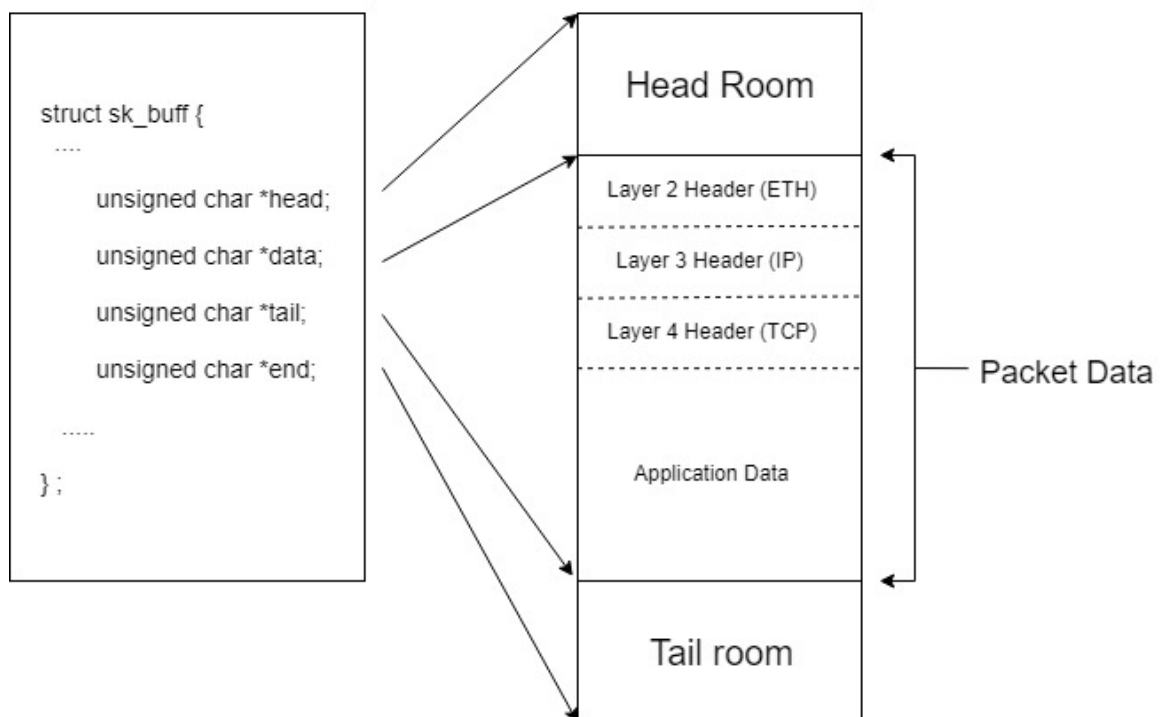 struct sk_buff {
....
unsigned char *head;
unsigned char *data;
unsigned char *tail;
unsigned char *end;
.....
} ;
Head Room
Layer 2 Header (ETH)
Layer 3 Header (IP)
Layer 4 Header (TCP)
Application Data
Tail room
Packet Data